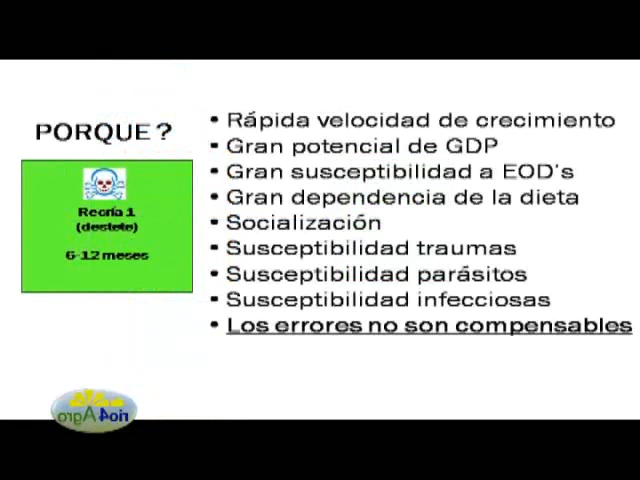 PORQUE ?
Recría 1
(destete)
6-12 meses
• Rápida velocidad de crecimiento
• Gran potencial de GDP
• Gran susceptibilidad a EOD's
• Gran dependencia de la dieta
• Socialización
• Susceptibilidad traumas
• Susceptibilidad parásitos
• Susceptibilidad infecciosas
• Los errores no son compensables